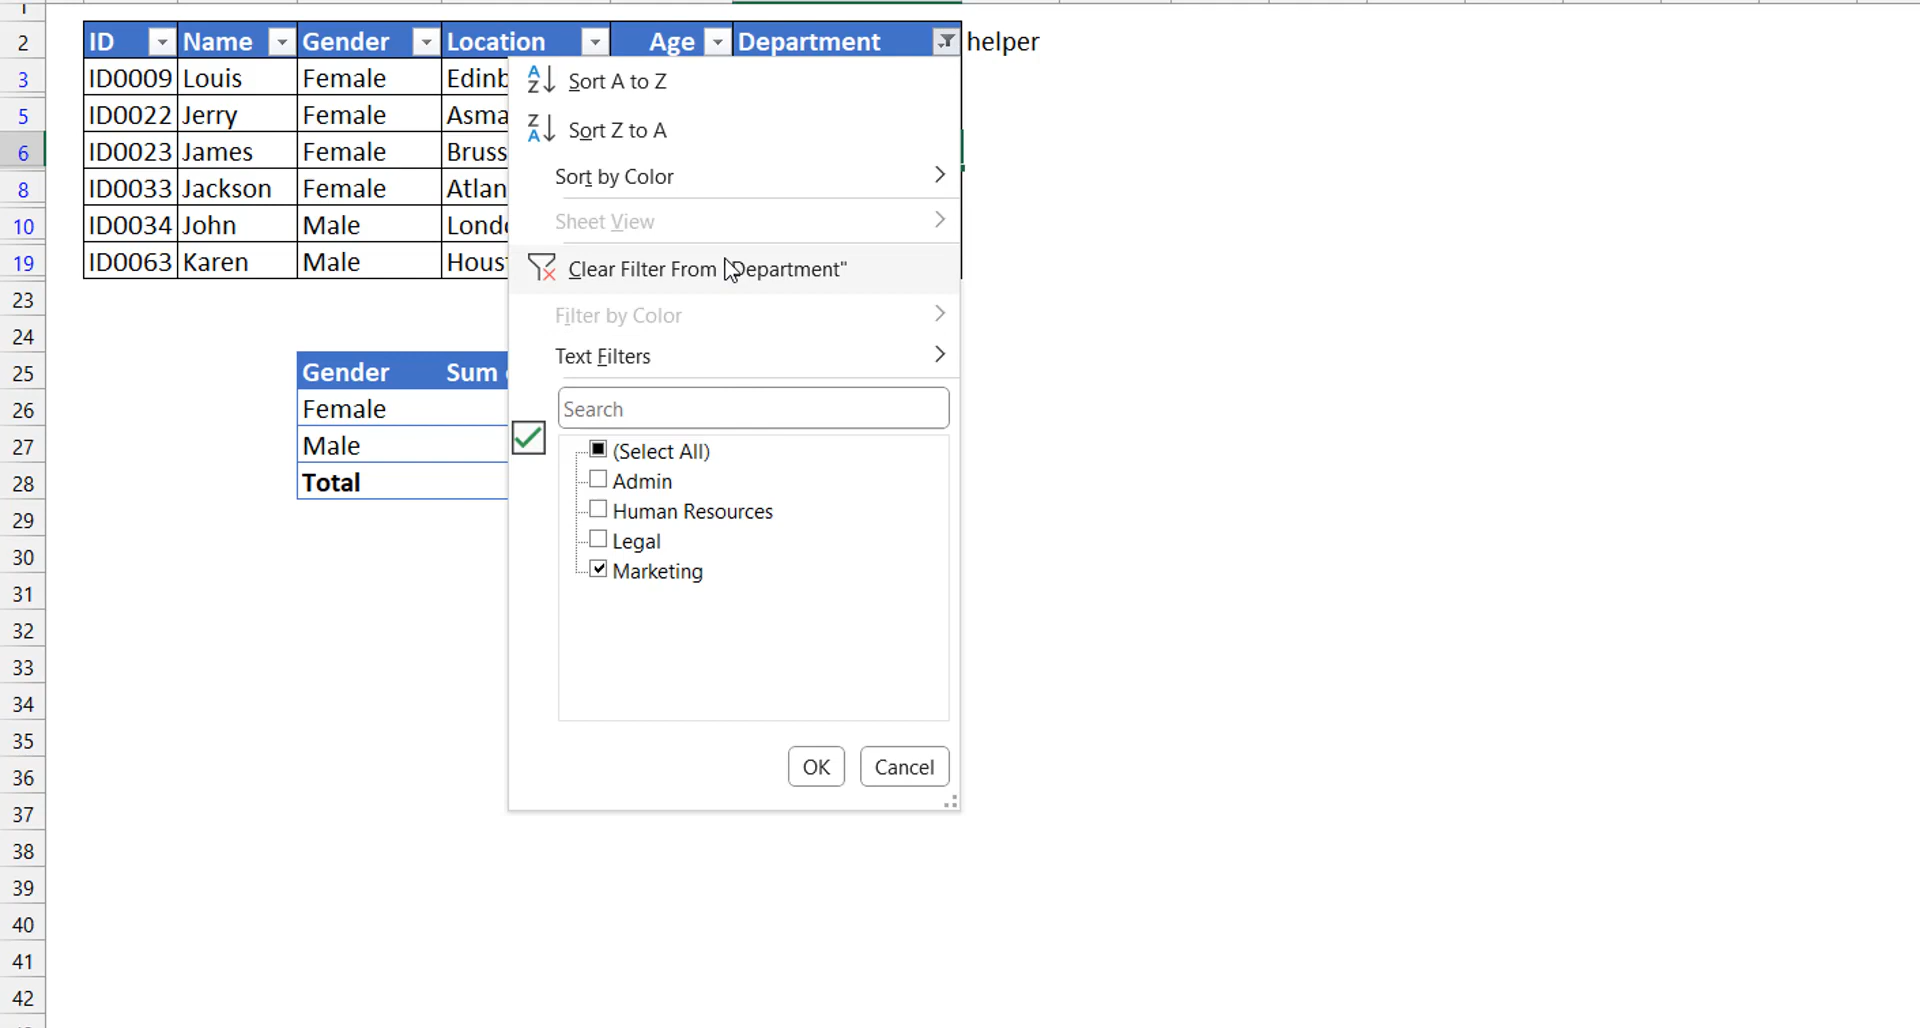 1
2 ID Name Gender Location Age Department helper
3 ID0009 Louis Female Edinb
5 ID0022 Jerry Female Asma
6 ID0023 James Female Bruss
8 ID0033 Jackson Female Atlan
10 ID0034 John Male Lond
19 ID0063 Karen Male Hous
23
24
25 Gender Sum
26 Female
27 Male
28 Total
29
30
31
32
33
34
35
36
37
38
39
40
41
42
Sort A to Z
Sort Z to A
Sort by Color
Sheet View
Clear Filter From "Department"
Filter by Color
Text Filters
Search
(Select All)
Admin
Human Resources
Legal
Marketing
OK Cancel